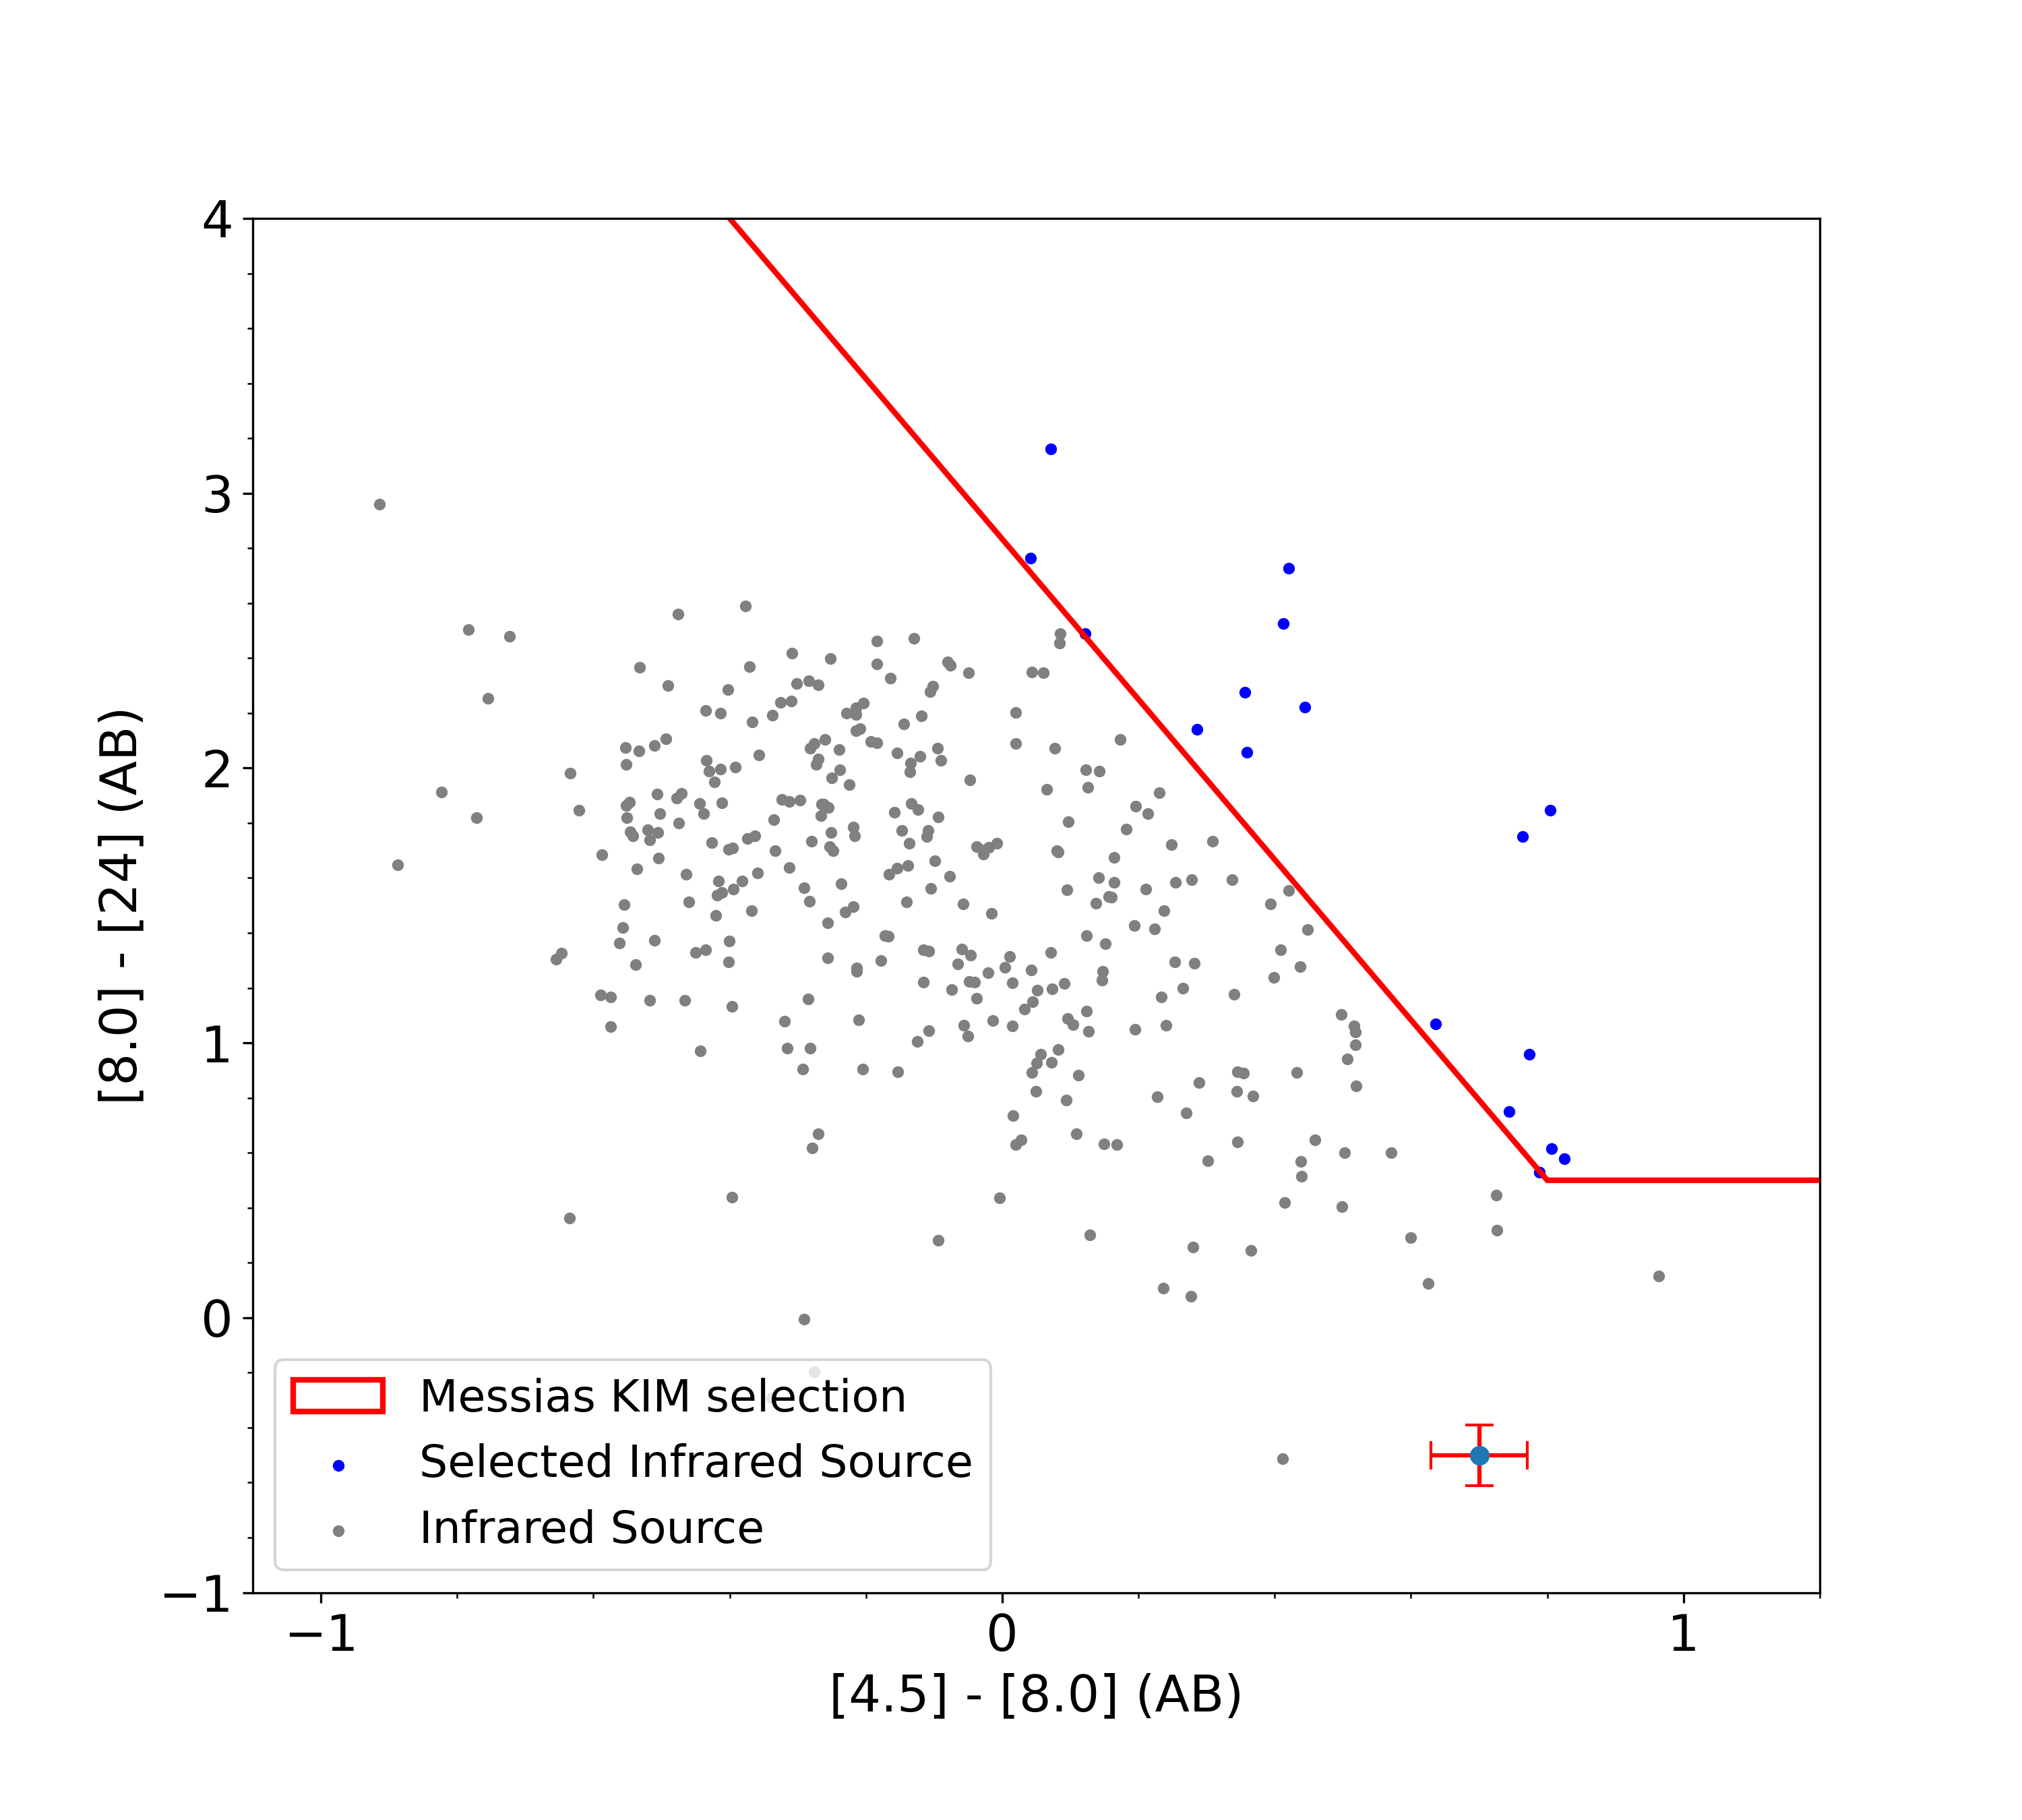 4
3
2
1
0
−1
[8.0] - [24] (AB)
Messias KIM selection
Selected Infrared Source
Infrared Source
−1 0 1
[4.5] - [8.0] (AB)